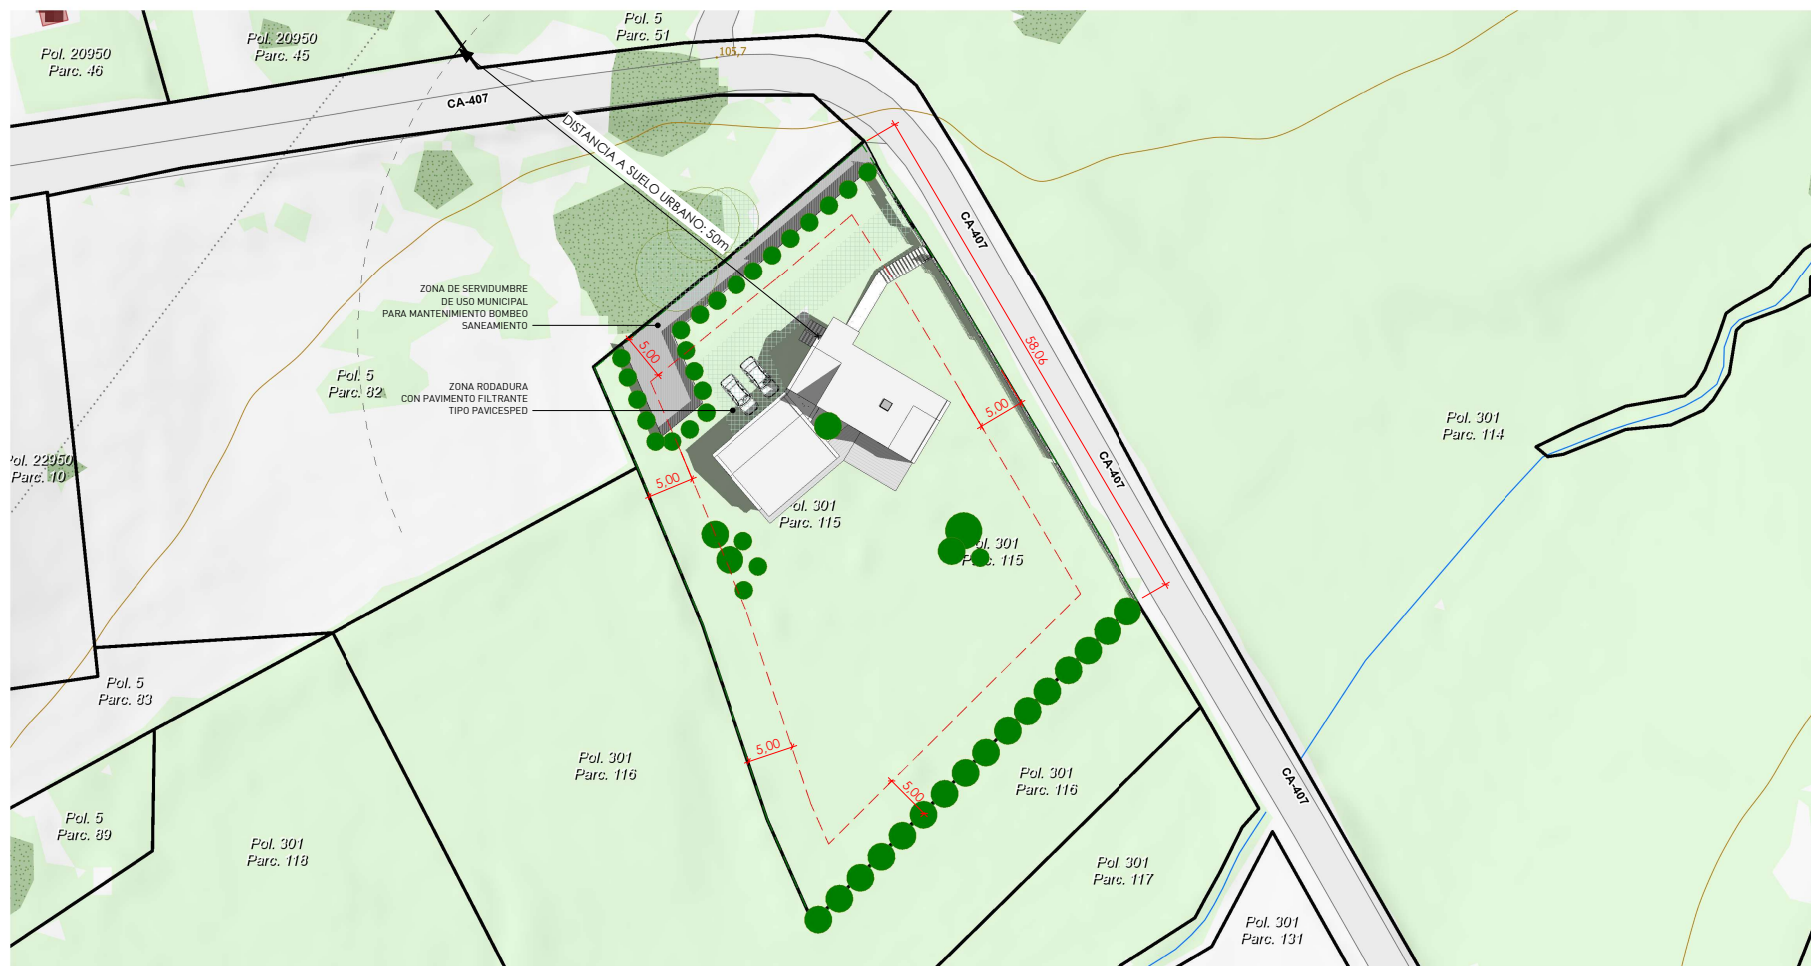 Pol. 20950
Parc. 46
Pol. 20950
Parc. 45
Pol. 5
Parc. 51
105,7
CA-407
DISTANCIA A SUELO URBANO: 50m
CA-407
ZONA DE SERVIDUMBRE
DE USO MUNICIPAL
PARA MANTENIMIENTO BOMBEO
SANEAMIENTO
5,00
58,06
Pol. 5
Parc. 82
ZONA RODADURA
CON PAVIMENTO FILTRANTE
TIPO PAVICESPED
5,00
Pol. 301
Parc. 114
Pol. 22950
Parc. 10
5,00
CA-407
ol. 301
Parc. 115
ol. 301
Parc. 115
Pol. 5
Parc. 83
5,00
Pol. 301
Parc. 116
Pol. 301
Parc. 116
5,00
CA-407
Pol. 5
Parc. 89
Pol. 301
Parc. 118
Pol. 301
Parc. 117
Pol. 301
Parc. 131